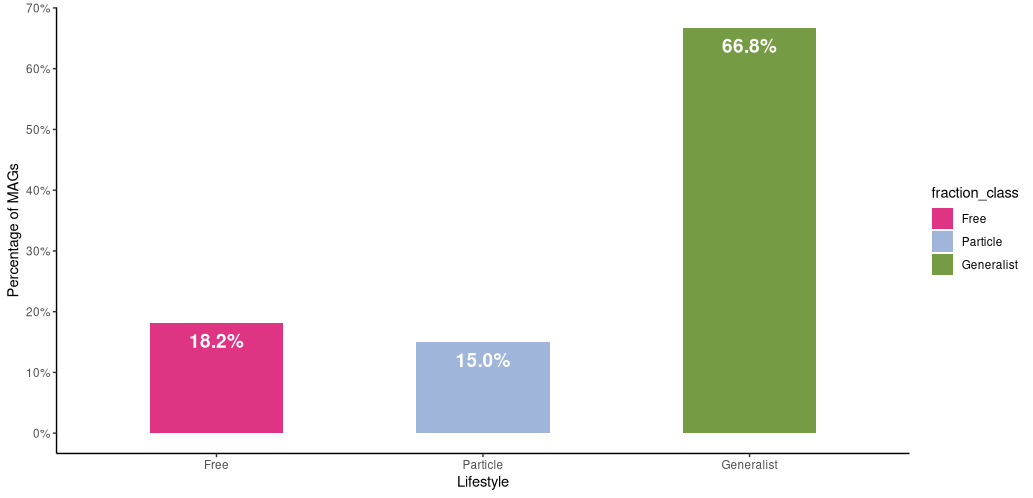 70%
60%
50%
40%
30%
20%
10%
0%
Percentage of MAGs
18.2%
15.0%
66.8%
Free
Particle
Generalist
Lifestyle
fraction_class
Free
Particle
Generalist